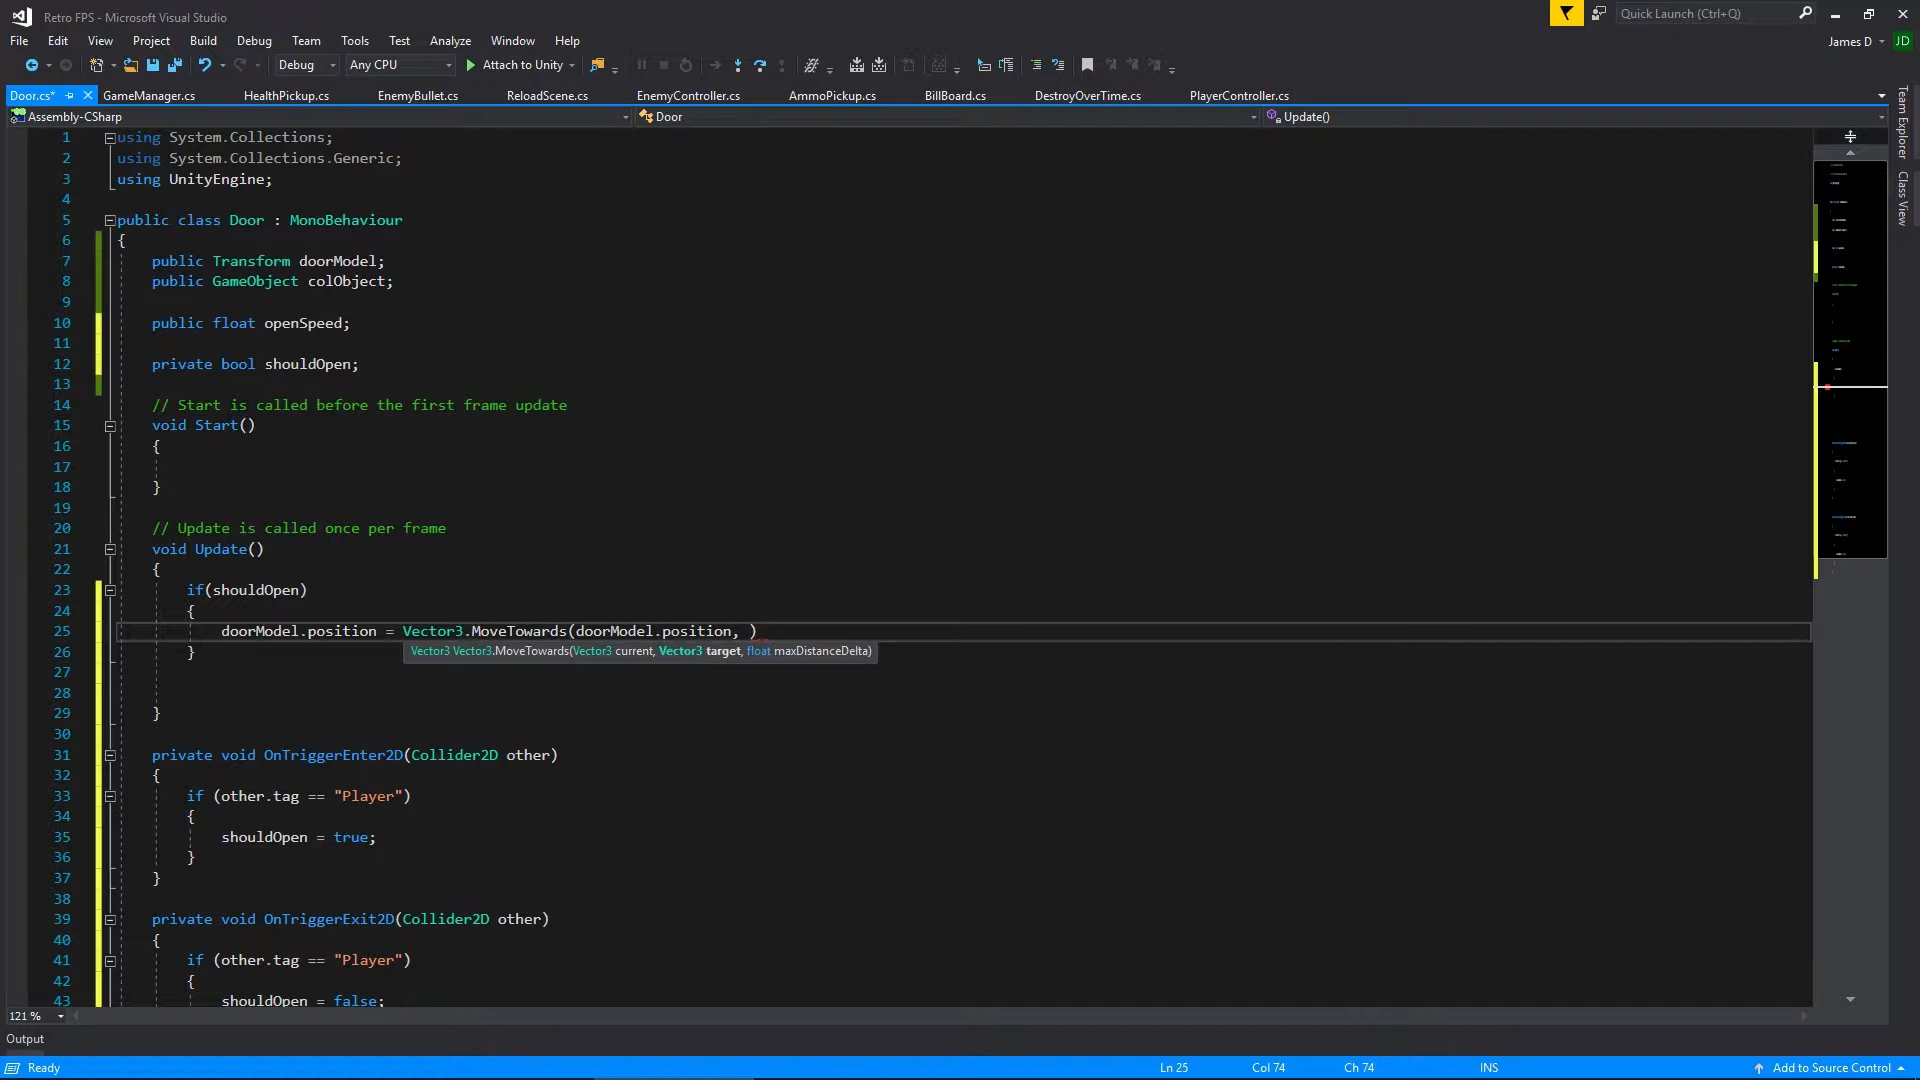 Retro FPS - Microsoft Visual Studio
Quick Launch (Ctrl+Q)
File Edit View Project Build Debug Team Tools Test Analyze Window Help
James D JD
Debug Any CPU Attach to Unity
Door.cs* GameManager.cs HealthPickup.cs EnemyBullet.cs ReloadScene.cs EnemyController.cs AmmoPickup.cs BillBoard.cs DestroyOverTime.cs PlayerController.cs
Assembly-CSharp Door Update()
1 using System.Collections;
2 using System.Collections.Generic;
3 using UnityEngine;
4
5 public class Door : MonoBehaviour
6 {
7 public Transform doorModel;
8 public GameObject colObject;
9
10 public float openSpeed;
11
12 private bool shouldOpen;
13
14 // Start is called before the first frame update
15 void Start()
16 {
17
18 }
19
20 // Update is called once per frame
21 void Update()
22 {
23 if(shouldOpen)
24 {
25 doorModel.position = Vector3.MoveTowards(doorModel.position, )
26 }
Vector3 Vector3.MoveTowards(Vector3 current, Vector3 target, float maxDistanceDelta)
27
28
29 }
30
31 private void OnTriggerEnter2D(Collider2D other)
32 {
33 if (other.tag == "Player")
34 {
35 shouldOpen = true;
36 }
37 }
38
39 private void OnTriggerExit2D(Collider2D other)
40 {
41 if (other.tag == "Player")
42 {
43 shouldOpen = false;
121 %
Output
Ready Ln 25 Col 74 Ch 74 INS Add to Source Control
Team Explorer
Class View